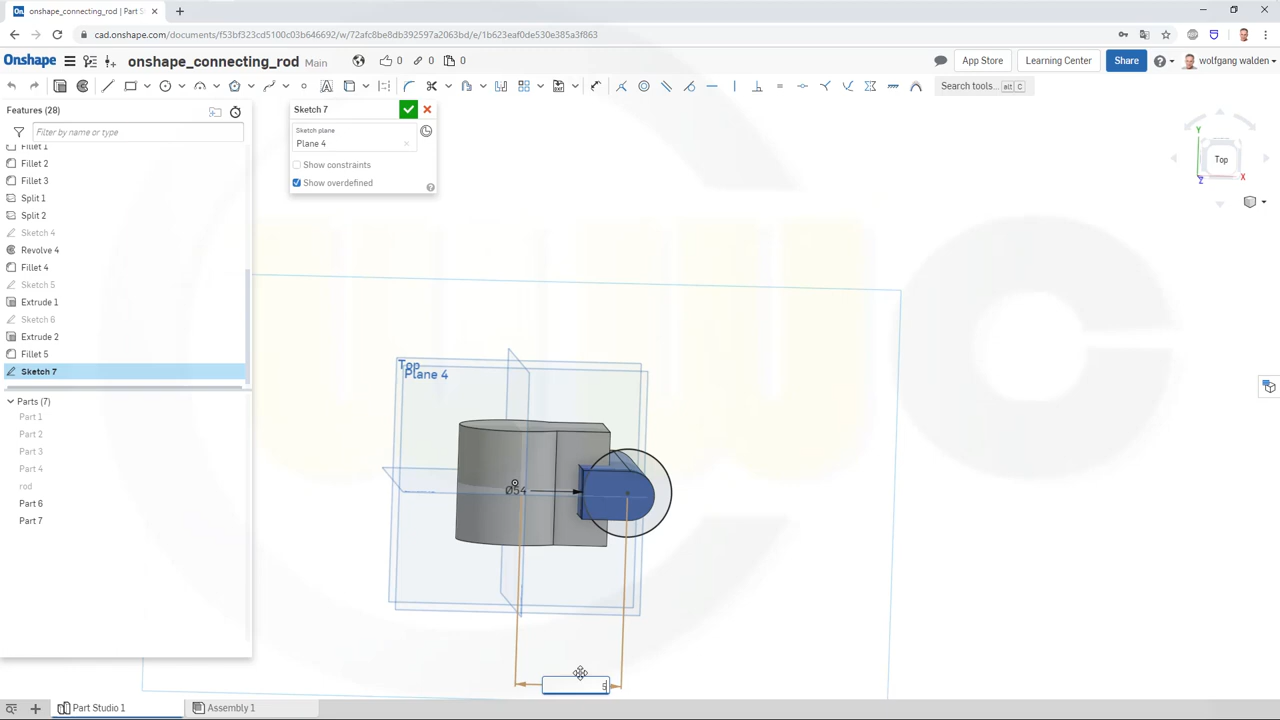 onshape_connecting_rod | Part S
cad.onshape.com/documents/f53bf323cd5100c03b646692/w/72afc8be8db392597a2063bd/e/1b623eaf0de530e385a3f863
Onshape
onshape_connecting_rod Main
0 0 0
App Store
Learning Center
Share
wolfgang walden
Search tools... alt C
Features (28)
Filter by name or type
Fillet 1
Fillet 2
Fillet 3
Split 1
Split 2
Sketch 4
Revolve 4
Fillet 4
Sketch 5
Extrude 1
Sketch 6
Extrude 2
Fillet 5
Sketch 7
Parts (7)
Part 1
Part 2
Part 3
Part 4
rod
Part 6
Part 7
Sketch 7
Sketch plane
Plane 4
Show constraints
Show overdefined
Y
Top
X
Z
Top
Plane 4
Ø54
5
Part Studio 1
Assembly 1